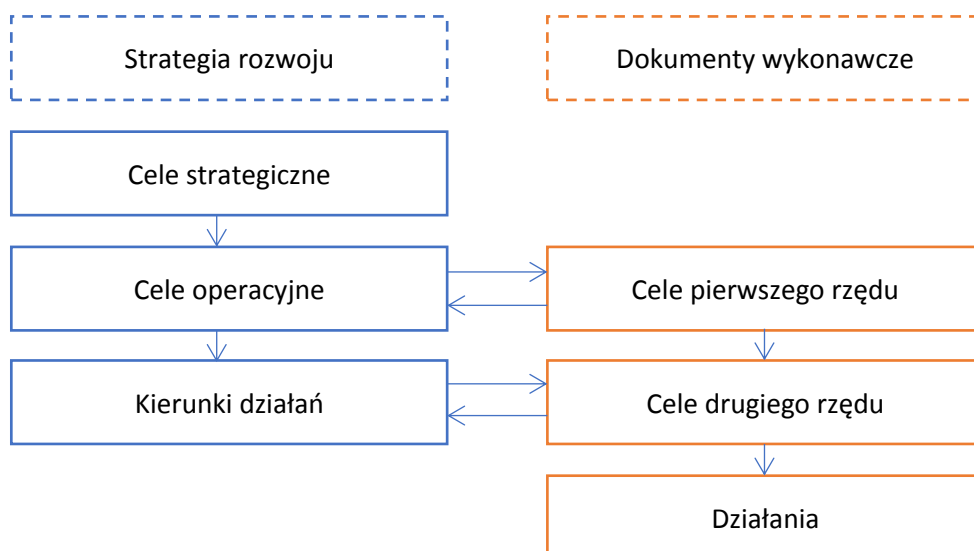 Strategia rozwoju
Dokumenty wykonawcze
Cele strategiczne
Cele operacyjne
Cele pierwszego rzędu
Kierunki działań
Cele drugiego rzędu
Działania